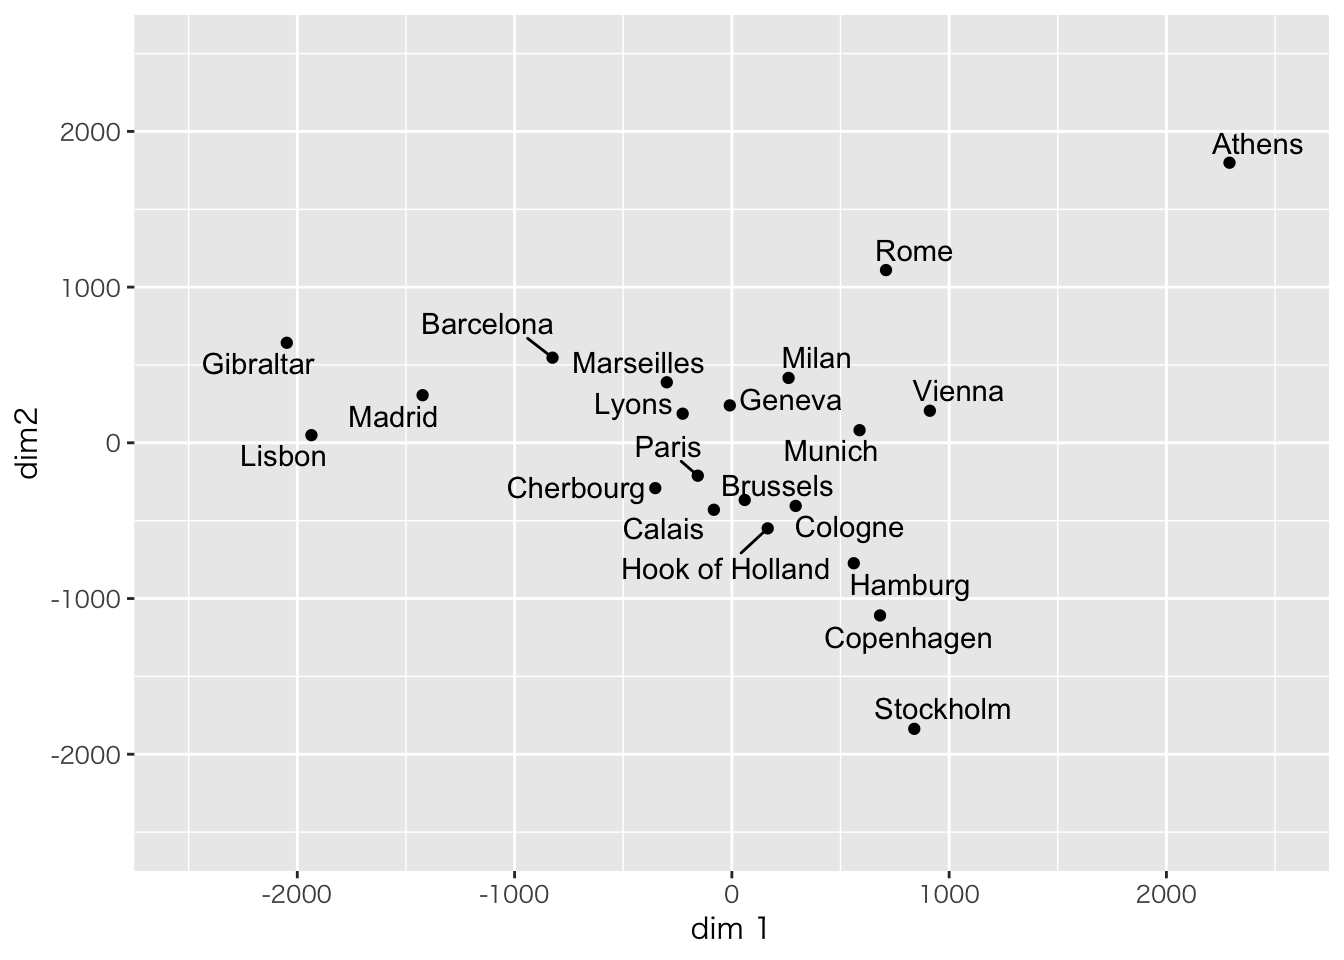 2000
1000
0
-1000
-2000
dim2
Athens
Rome
Barcelona
Gibraltar
Marseilles
Milan
Vienna
Madrid
Lyons
Geneva
Lisbon
Paris
Munich
Cherbourg
Brussels
Calais
Cologne
Hook of Holland
Hamburg
Copenhagen
Stockholm
-2000
-1000
0
1000
2000
dim 1